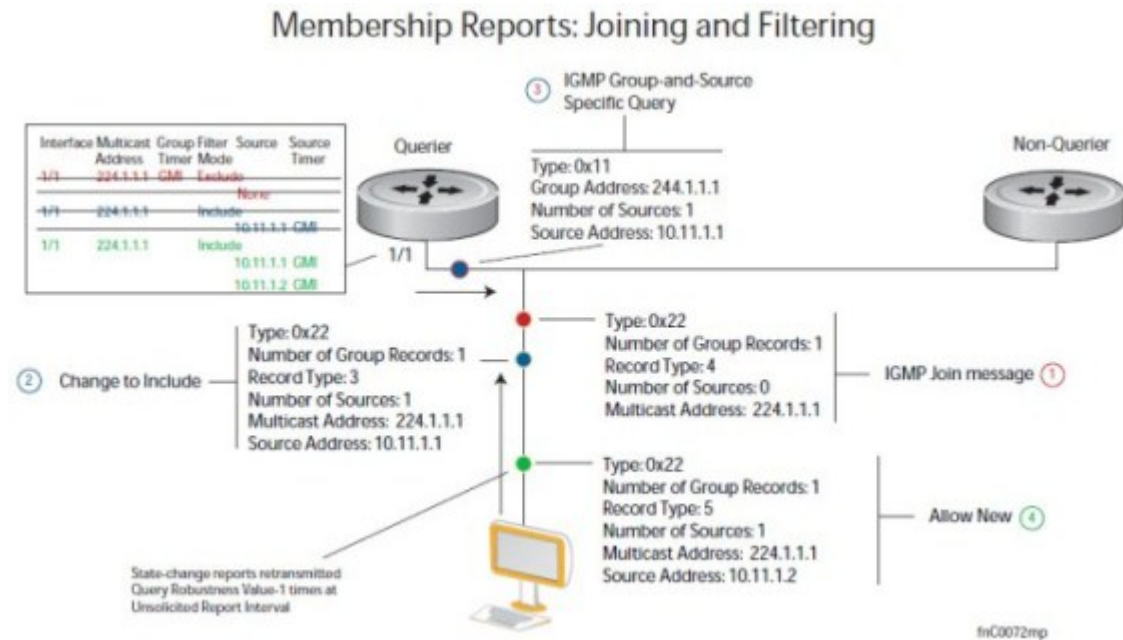 Membership Reports: Joining and Filtering
3 IGMP Group-and-Source
Specific Query
Interface Multicast Group Filter Source Source
Address Timer Mode Timer
1/1 224.1.1.1 GMI Exclude
None
1/1 224.1.1.1 Include
10.11.1.1 GMI
1/1 224.1.1.1 Include
10.11.1.1 GMI
10.11.1.2 GMI
Querier
Non-Querier
Type: 0x11
Group Address: 244.1.1.1
Number of Sources: 1
Source Address: 10.11.1.1
1/1
2 Change to Include
Type: 0x22
Number of Group Records: 1
Record Type: 3
Number of Sources: 1
Multicast Address: 224.1.1.1
Source Address: 10.11.1.1
Type: 0x22
Number of Group Records: 1
Record Type: 4
Number of Sources: 0
Multicast Address: 224.1.1.1
IGMP Join message 1
Type: 0x22
Number of Group Records: 1
Record Type: 5
Number of Sources: 1
Multicast Address: 224.1.1.1
Source Address: 10.11.1.2
Allow New 4
State-change reports retransmitted
Query Robustness Value-1 times at
Unsolicited Report Interval
fnC0072mp